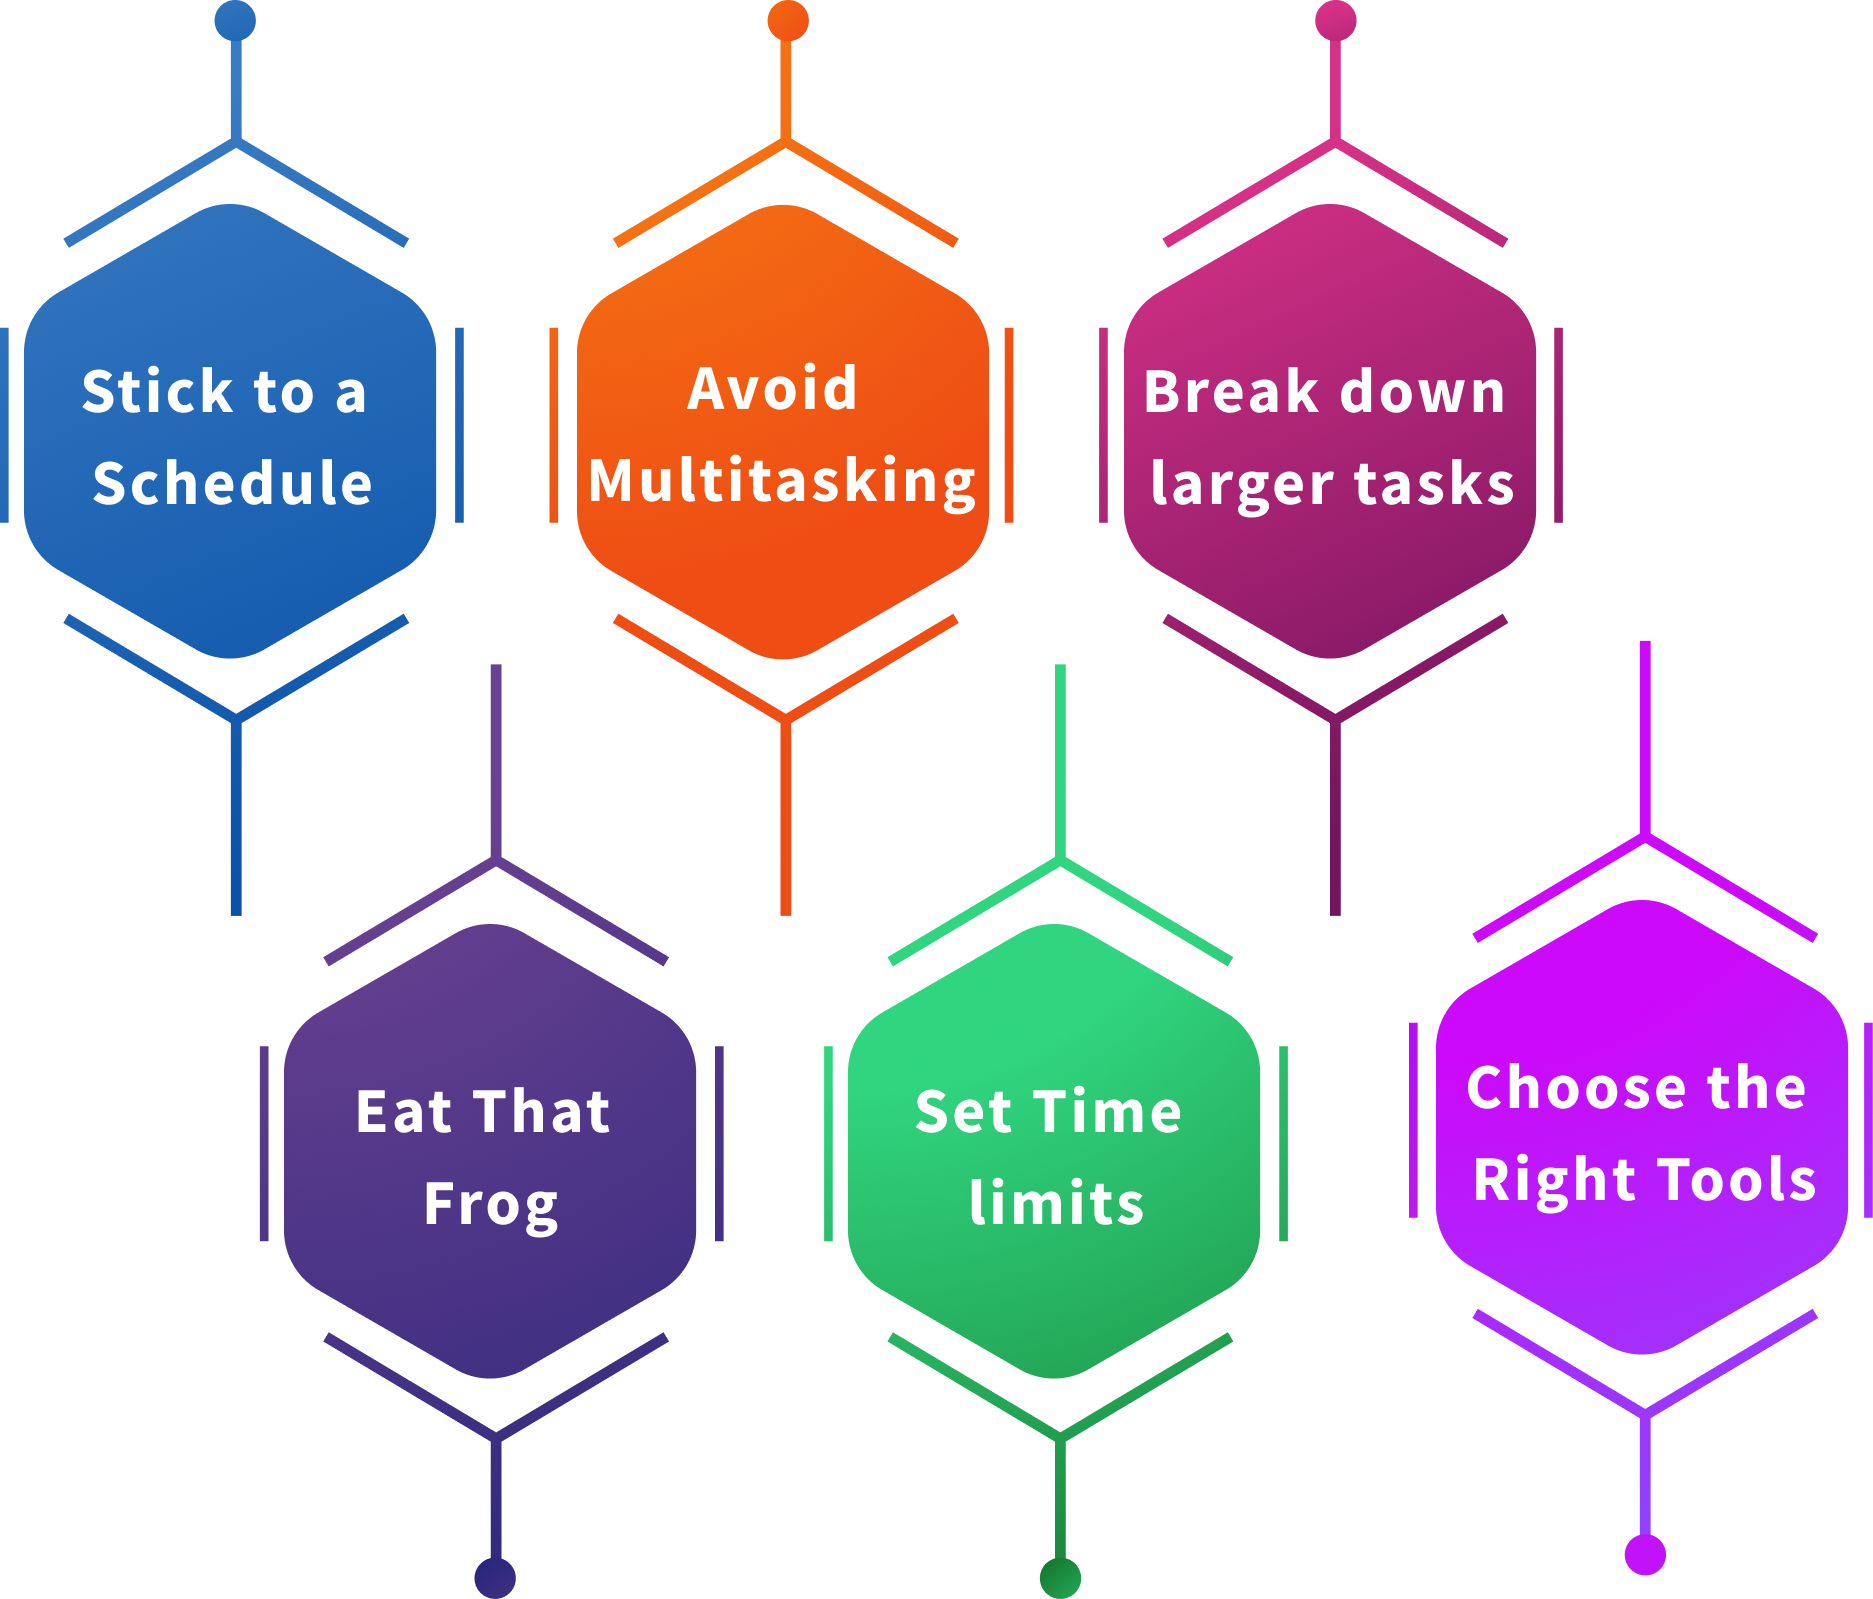 Stick to a
Schedule
Avoid
Multitasking
Break down
larger tasks
Eat That
Frog
Set Time
limits
Choose the
Right Tools